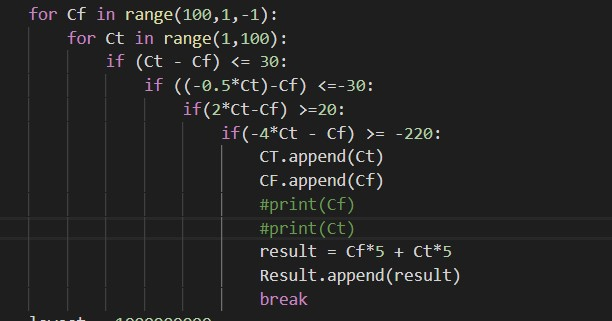 for Cf in range(100,1,-1):
for Ct in range(1,100):
if (Ct - Cf) <= 30:
if ((-0.5*Ct)-Cf) <=-30:
if(2*Ct-Cf) >=20:
if(-4*Ct - Cf) >= -220:
CT.append(Ct)
CF.append(Cf)
#print(Cf)
#print(Ct)
result = Cf*5 + Ct*5
Result.append(result)
break